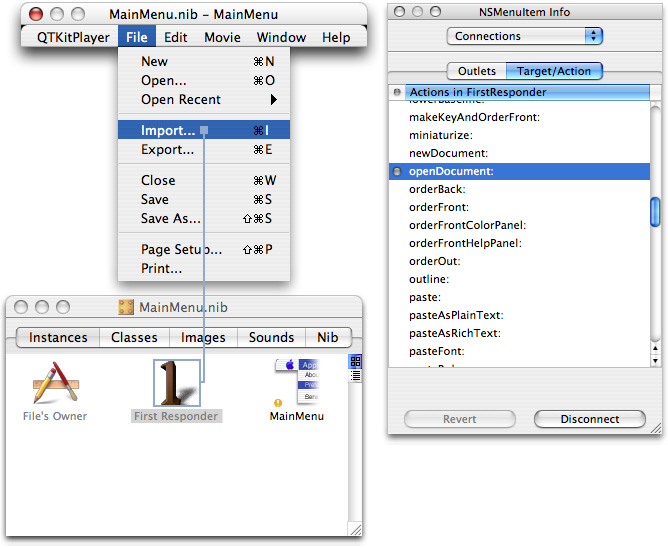 MainMenu.nib – MainMenu
QTKitPlayer File Edit Movie Window Help
New ⌘N
Open... ⌘O
Open Recent
Import... ⌘I
Export... ⌘E
Close ⌘W
Save ⌘S
Save As... ⇧⌘S
Page Setup... ⇧⌘P
Print...
MainMenu.nib
Instances Classes Images Sounds Nib
File's Owner
First Responder
MainMenu
NSMenuItem Info
Connections
Outlets Target/Action
Actions in FirstResponder
lowerBaseline:
makeKeyAndOrderFront:
miniaturize:
newDocument:
openDocument:
orderBack:
orderFront:
orderFrontColorPanel:
orderFrontHelpPanel:
orderOut:
outline:
paste:
pasteAsPlainText:
pasteAsRichText:
pasteFont:
Revert Disconnect